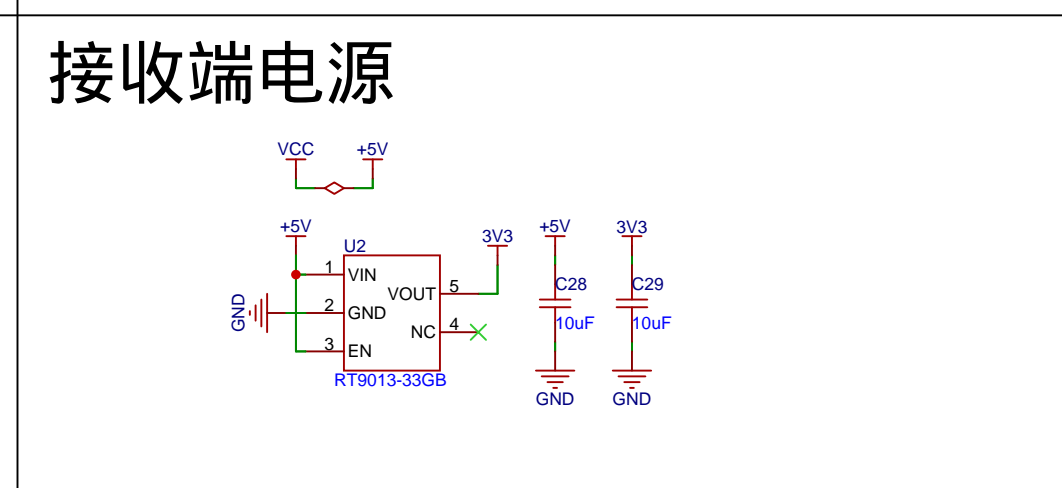 接收端电源
VCC +5V
+5V
U2
3V3
+5V
3V3
1 VIN
VOUT 5
C28
C29
GND
2 GND
10uF
10uF
NC 4
3 EN
RT9013-33GB
GND
GND